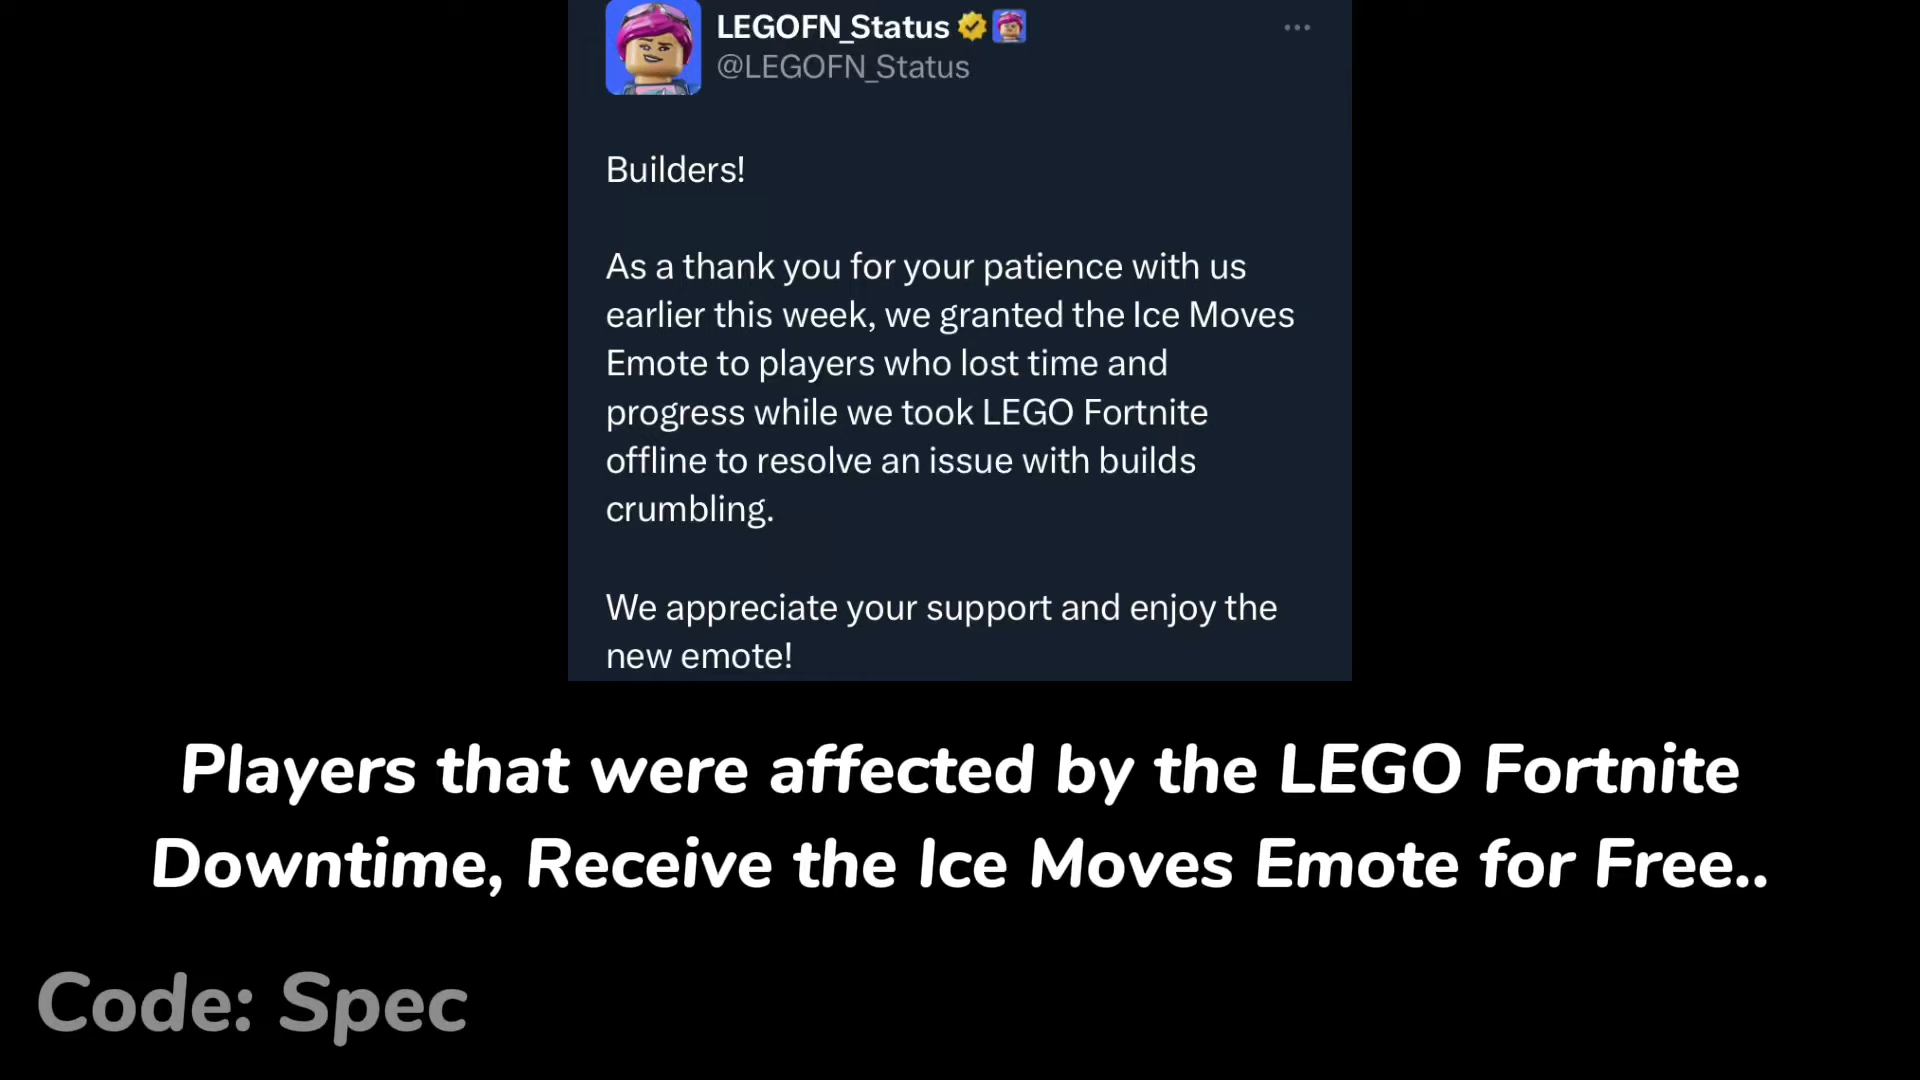 LEGOFN_Status
@LEGOFN_Status
Builders!
As a thank you for your patience with us
earlier this week, we granted the Ice Moves
Emote to players who lost time and
progress while we took LEGO Fortnite
offline to resolve an issue with builds
crumbling.
We appreciate your support and enjoy the
new emote!
Players that were affected by the LEGO Fortnite
Downtime, Receive the Ice Moves Emote for Free..
Code: Spec